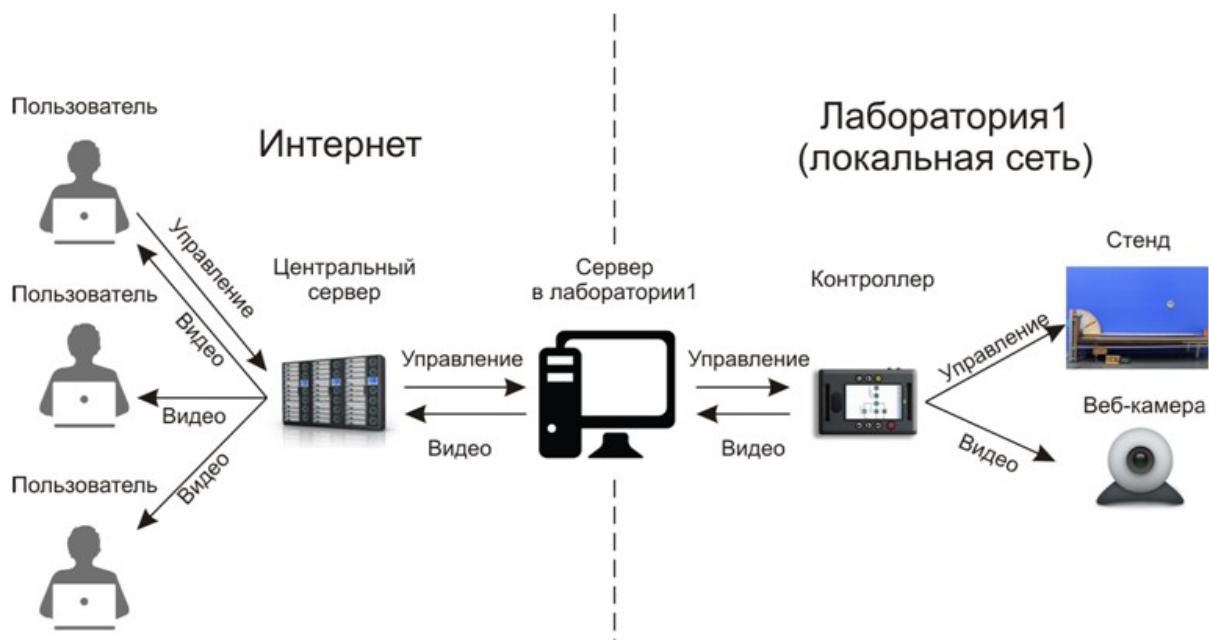 Пользователь
Интернет
Лаборатория1
(локальная сеть)
Управление
Видео
Центральный
сервер
Сервер
в лаборатории1
Контроллер
Стенд
Пользователь
Управление
Видео
Управление
Видео
Управление
Видео
Веб-камера
Видео
Видео
Пользователь